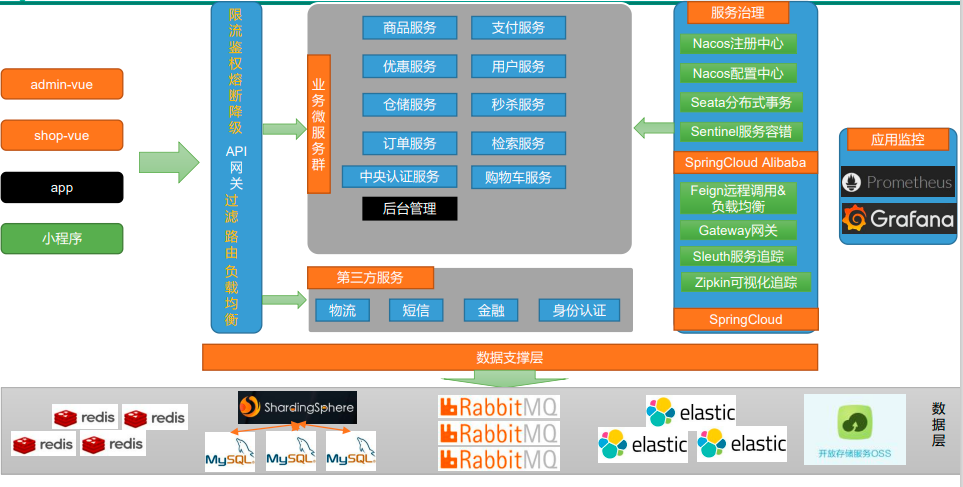 admin-vue
shop-vue
app
小程序
限流鉴权熔断降级
API
网关
过滤
路由
负载均衡
业务微服务群
商品服务
支付服务
优惠服务
用户服务
仓储服务
秒杀服务
订单服务
检索服务
中央认证服务
购物车服务
后台管理
第三方服务
物流
短信
金融
身份认证
服务治理
Nacos注册中心
Nacos配置中心
Seata分布式事务
Sentinel服务容错
SpringCloud Alibaba
Feign远程调用&
负载均衡
Gateway网关
Sleuth服务追踪
Zipkin可视化追踪
SpringCloud
应用监控
Prometheus
Grafana
数据支撑层
redis
redis
redis
redis
ShardingSphere
MySQL
MySQL
MySQL
RabbitMQ
RabbitMQ
RabbitMQ
elastic
elastic
elastic
开放存储服务OSS
数据层